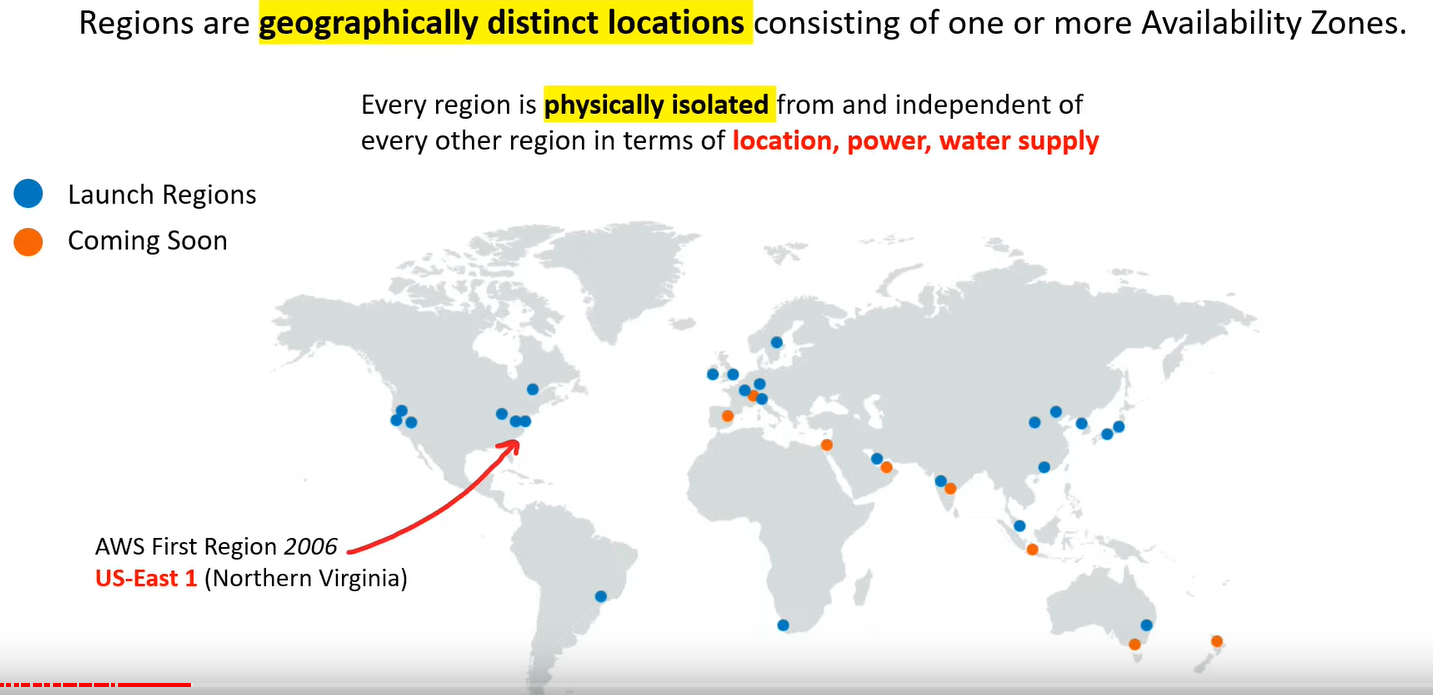 Regions are geographically distinct locations consisting of one or more Availability Zones.
Every region is physically isolated from and independent of
every other region in terms of location, power, water supply
Launch Regions
Coming Soon
AWS First Region 2006
US-East 1 (Northern Virginia)